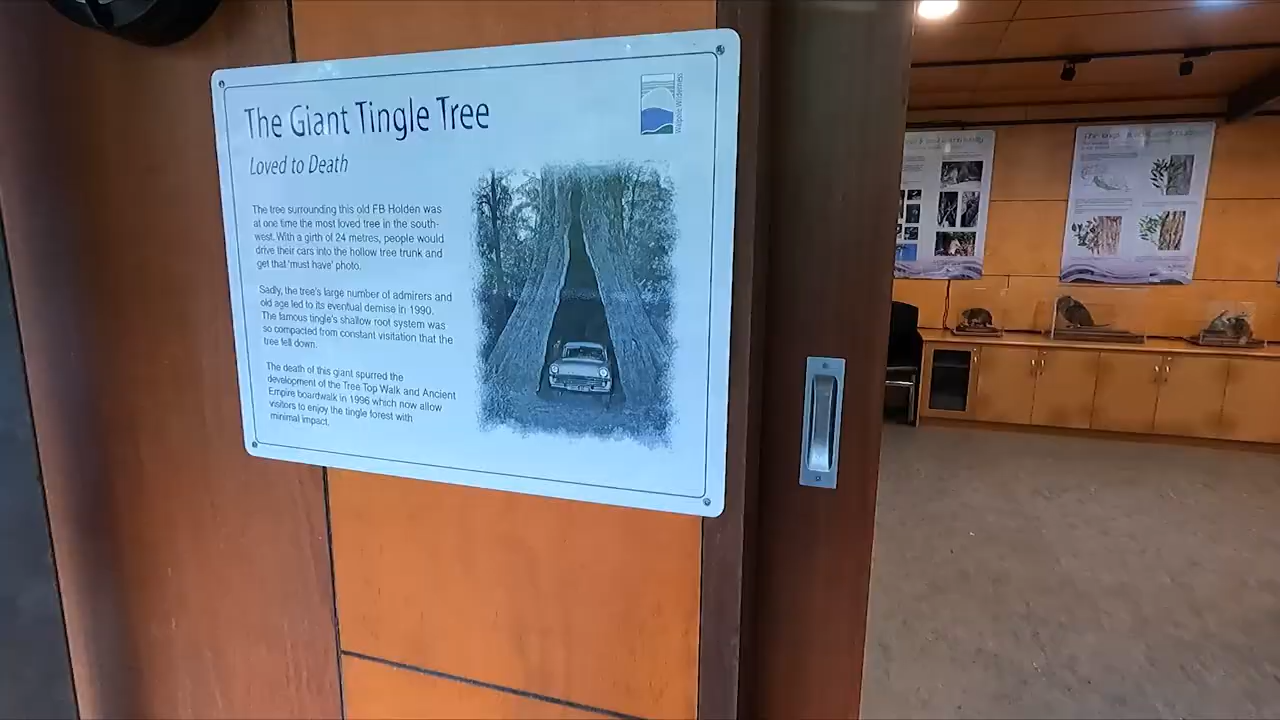 The Giant Tingle Tree
Loved to Death
Walpole Wilderness
The tree surrounding this old FB Holden was
at one time the most loved tree in the south-
west. With a girth of 24 metres, people would
drive their cars into the hollow tree trunk and
get that 'must have' photo.
Sadly, the tree's large number of admirers and
old age led to its eventual demise in 1990.
The famous tingle's shallow root system was
so compacted from constant visitation that the
tree fell down.
The death of this giant spurred the
development of the Tree Top Walk and Ancient
Empire boardwalk in 1996 which now allow
visitors to enjoy the tingle forest with
minimal impact.